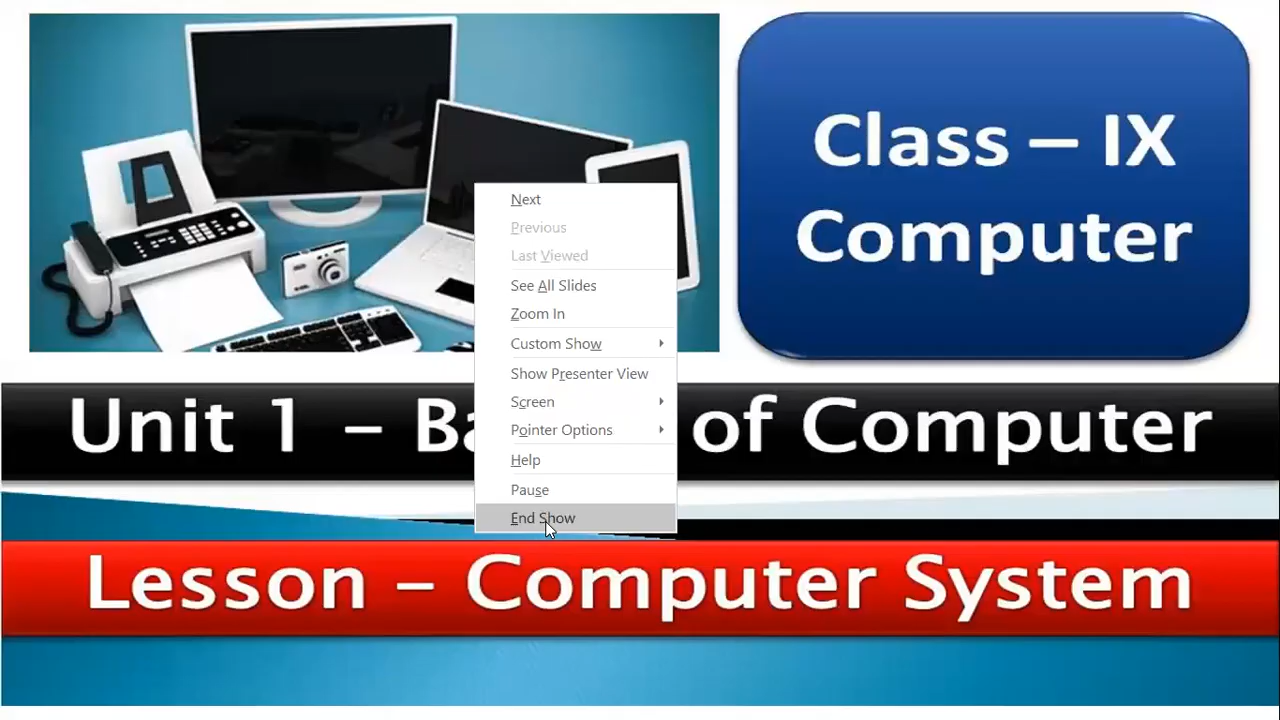 Class – IX
Computer
Next
Previous
Last Viewed
See All Slides
Zoom In
Custom Show
Show Presenter View
Screen
Pointer Options
Help
Pause
End Show
Unit 1 – Ba of Computer
Lesson – Computer System